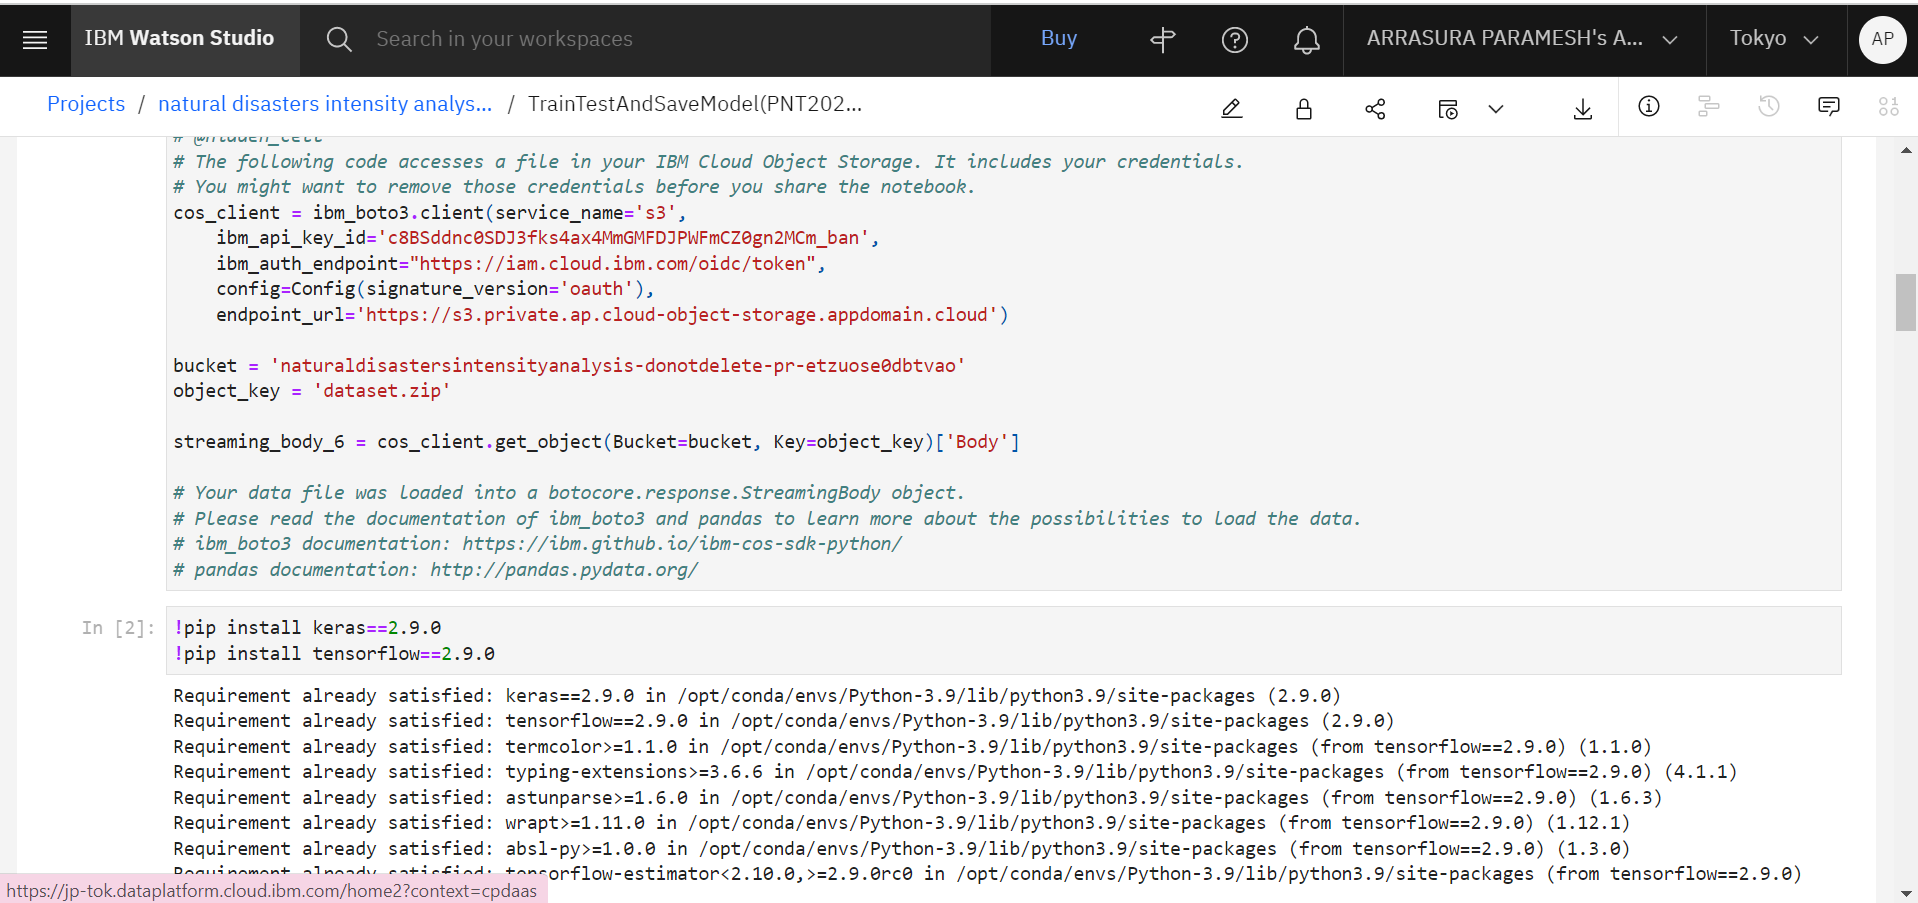 IBM Watson Studio
Search in your workspaces
Buy
ARRASURA PARAMESH's A...
Tokyo
AP
Projects / natural disasters intensity analys... / TrainTestAndSaveModel(PNT202...
# @hidden_cell
# The following code accesses a file in your IBM Cloud Object Storage. It includes your credentials.
# You might want to remove those credentials before you share the notebook.
cos_client = ibm_boto3.client(service_name='s3',
    ibm_api_key_id='c8BSddnc0SDJ3fks4ax4MmGMFDJPWFmCZ0gn2MCm_ban',
    ibm_auth_endpoint="https://iam.cloud.ibm.com/oidc/token",
    config=Config(signature_version='oauth'),
    endpoint_url='https://s3.private.ap.cloud-object-storage.appdomain.cloud')
bucket = 'naturaldisastersintensityanalysis-donotdelete-pr-etzuose0dbtvao'
object_key = 'dataset.zip'
streaming_body_6 = cos_client.get_object(Bucket=bucket, Key=object_key)['Body']
# Your data file was loaded into a botocore.response.StreamingBody object.
# Please read the documentation of ibm_boto3 and pandas to learn more about the possibilities to load the data.
# ibm_boto3 documentation: https://ibm.github.io/ibm-cos-sdk-python/
# pandas documentation: http://pandas.pydata.org/
In [2]: !pip install keras==2.9.0
!pip install tensorflow==2.9.0
Requirement already satisfied: keras==2.9.0 in /opt/conda/envs/Python-3.9/lib/python3.9/site-packages (2.9.0)
Requirement already satisfied: tensorflow==2.9.0 in /opt/conda/envs/Python-3.9/lib/python3.9/site-packages (2.9.0)
Requirement already satisfied: termcolor>=1.1.0 in /opt/conda/envs/Python-3.9/lib/python3.9/site-packages (from tensorflow==2.9.0) (1.1.0)
Requirement already satisfied: typing-extensions>=3.6.6 in /opt/conda/envs/Python-3.9/lib/python3.9/site-packages (from tensorflow==2.9.0) (4.1.1)
Requirement already satisfied: astunparse>=1.6.0 in /opt/conda/envs/Python-3.9/lib/python3.9/site-packages (from tensorflow==2.9.0) (1.6.3)
Requirement already satisfied: wrapt>=1.11.0 in /opt/conda/envs/Python-3.9/lib/python3.9/site-packages (from tensorflow==2.9.0) (1.12.1)
Requirement already satisfied: absl-py>=1.0.0 in /opt/conda/envs/Python-3.9/lib/python3.9/site-packages (from tensorflow==2.9.0) (1.3.0)
Requirement already satisfied: tensorflow-estimator<2.10.0,>=2.9.0rc0 in /opt/conda/envs/Python-3.9/lib/python3.9/site-packages (from tensorflow==2.9.0)
https://jp-tok.dataplatform.cloud.ibm.com/home2?context=cpdaas